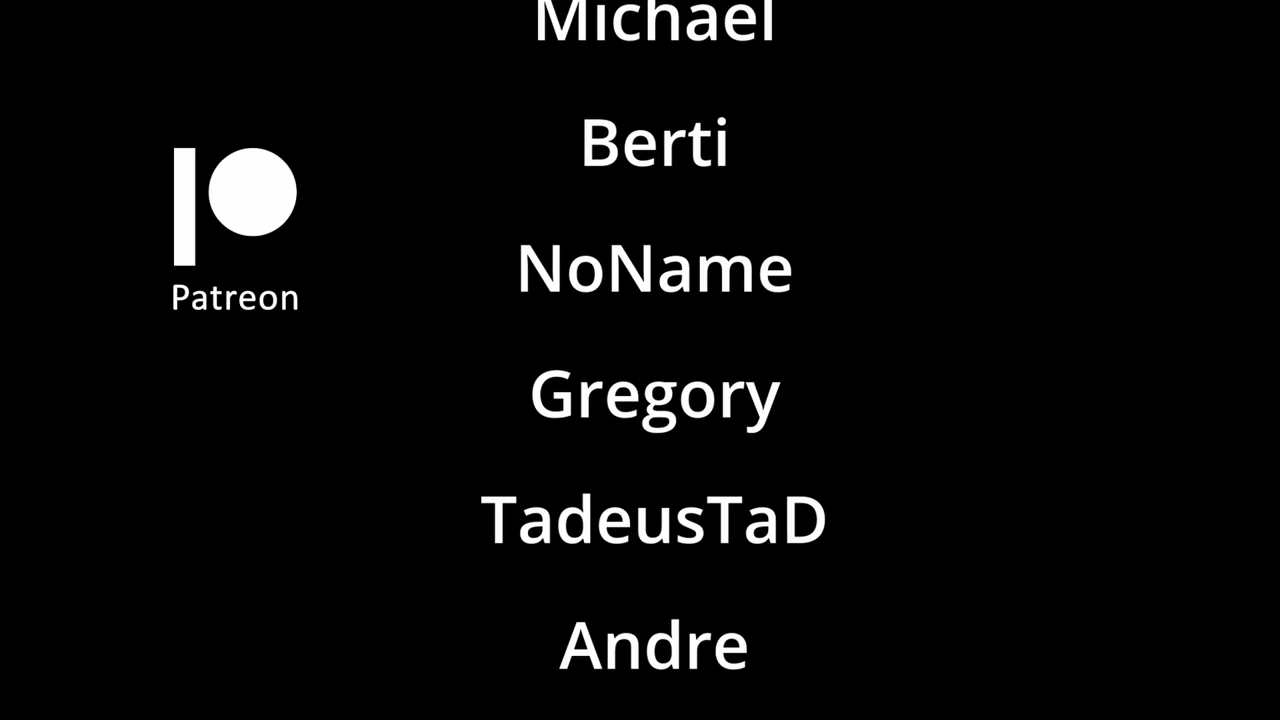 Michael
Berti
NoName
Patreon
Gregory
TadeusTaD
Andre